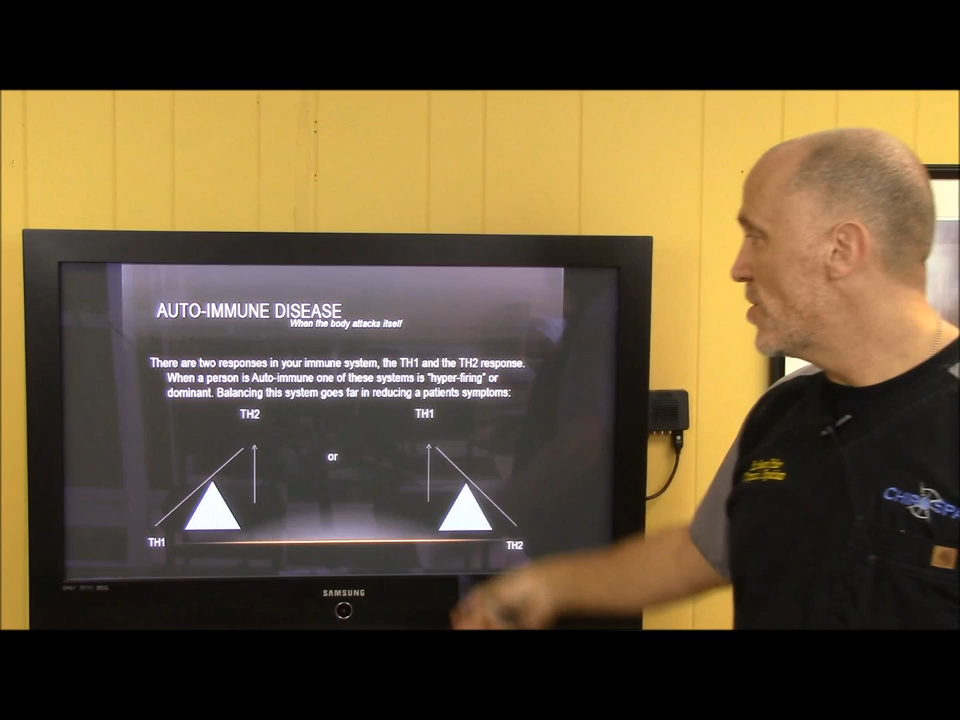 AUTO-IMMUNE DISEASE
When the body attacks itself
There are two responses in your immune system, the TH1 and the TH2 response.
When a person is Auto-immune one of these systems is "hyper-firing" or
dominant. Balancing this system goes far in reducing a patients symptoms:
TH2
TH1
or
TH1
TH2
SAMSUNG